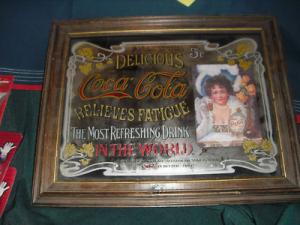 DELICIOUS 5¢
Coca-Cola
RELIEVES FATIGUE
THE MOST REFRESHING DRINK
IN THE WORLD